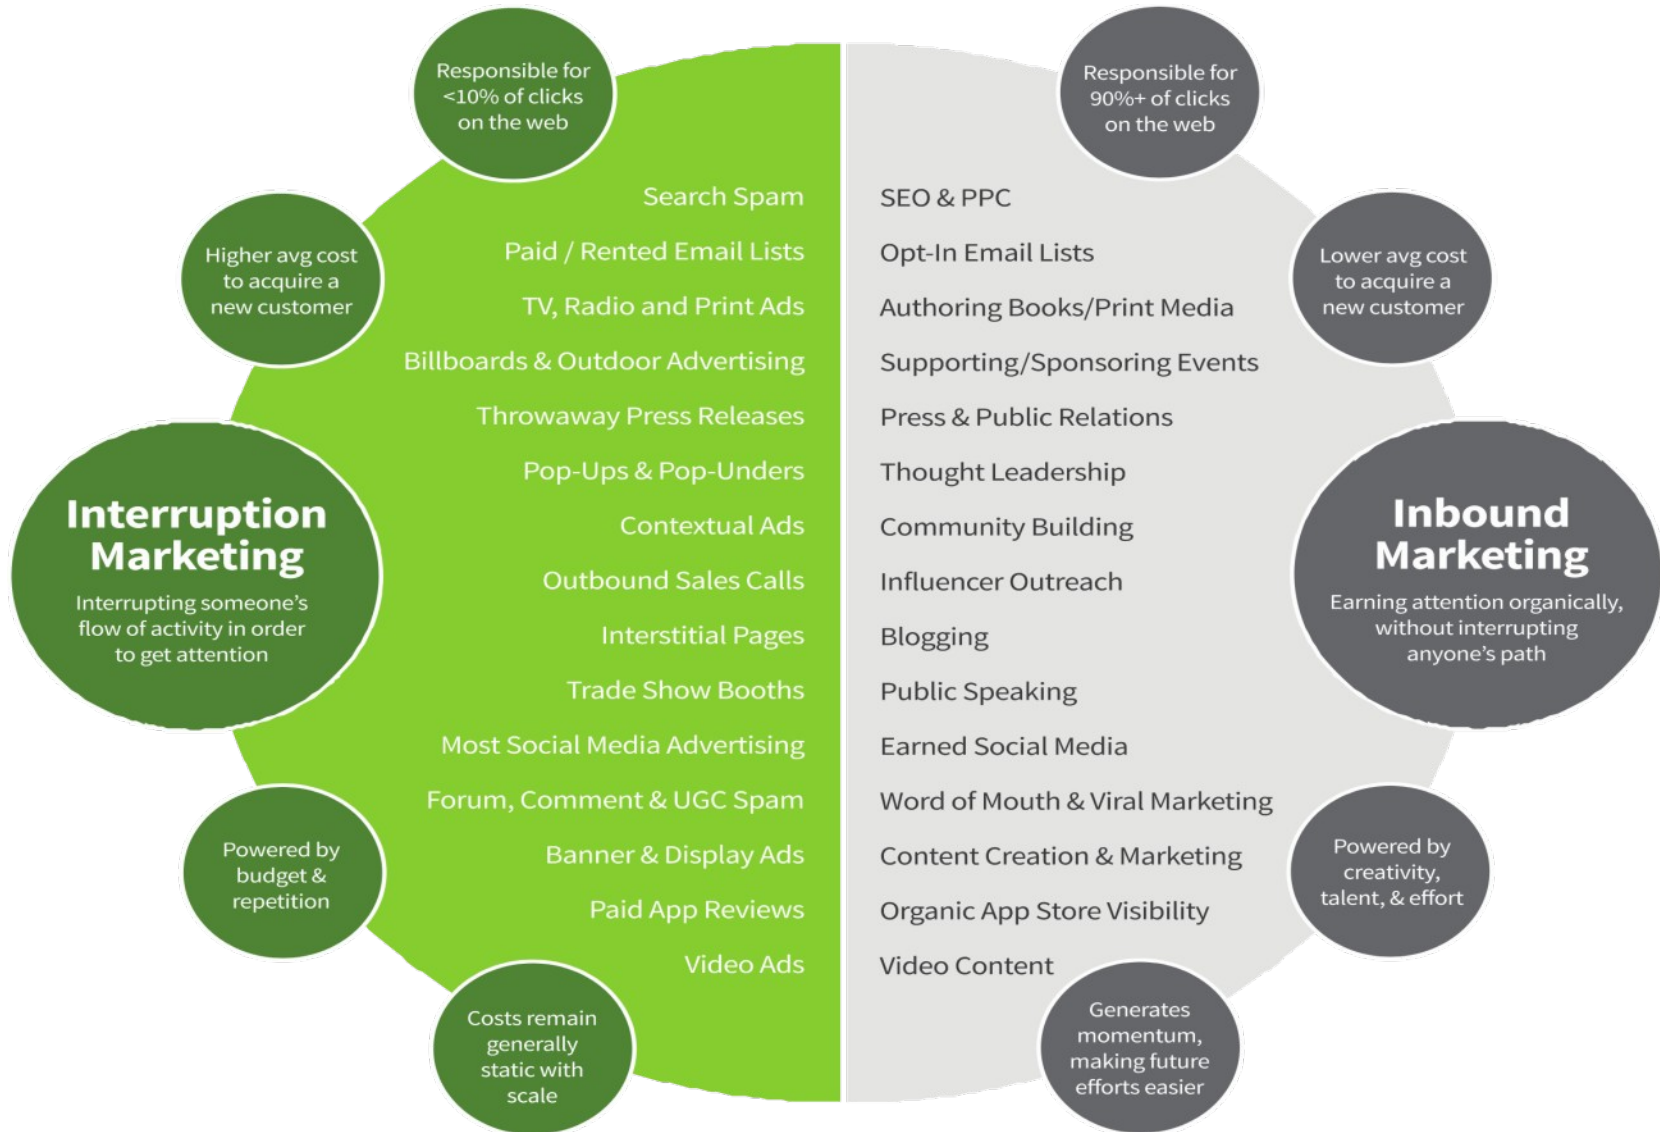 Responsible for
<10% of clicks
on the web
Higher avg cost
to acquire a
new customer
Interruption
Marketing
Interrupting someone's
flow of activity in order
to get attention
Powered by
budget &
repetition
Costs remain
generally
static with
scale
Search Spam
Paid / Rented Email Lists
TV, Radio and Print Ads
Billboards & Outdoor Advertising
Throwaway Press Releases
Pop-Ups & Pop-Unders
Contextual Ads
Outbound Sales Calls
Interstitial Pages
Trade Show Booths
Most Social Media Advertising
Forum, Comment & UGC Spam
Banner & Display Ads
Paid App Reviews
Video Ads
SEO & PPC
Opt-In Email Lists
Authoring Books/Print Media
Supporting/Sponsoring Events
Press & Public Relations
Thought Leadership
Community Building
Influencer Outreach
Blogging
Public Speaking
Earned Social Media
Word of Mouth & Viral Marketing
Content Creation & Marketing
Organic App Store Visibility
Video Content
Responsible for
90%+ of clicks
on the web
Lower avg cost
to acquire a
new customer
Inbound
Marketing
Earning attention organically,
without interrupting
anyone's path
Powered by
creativity,
talent, & effort
Generates
momentum,
making future
efforts easier